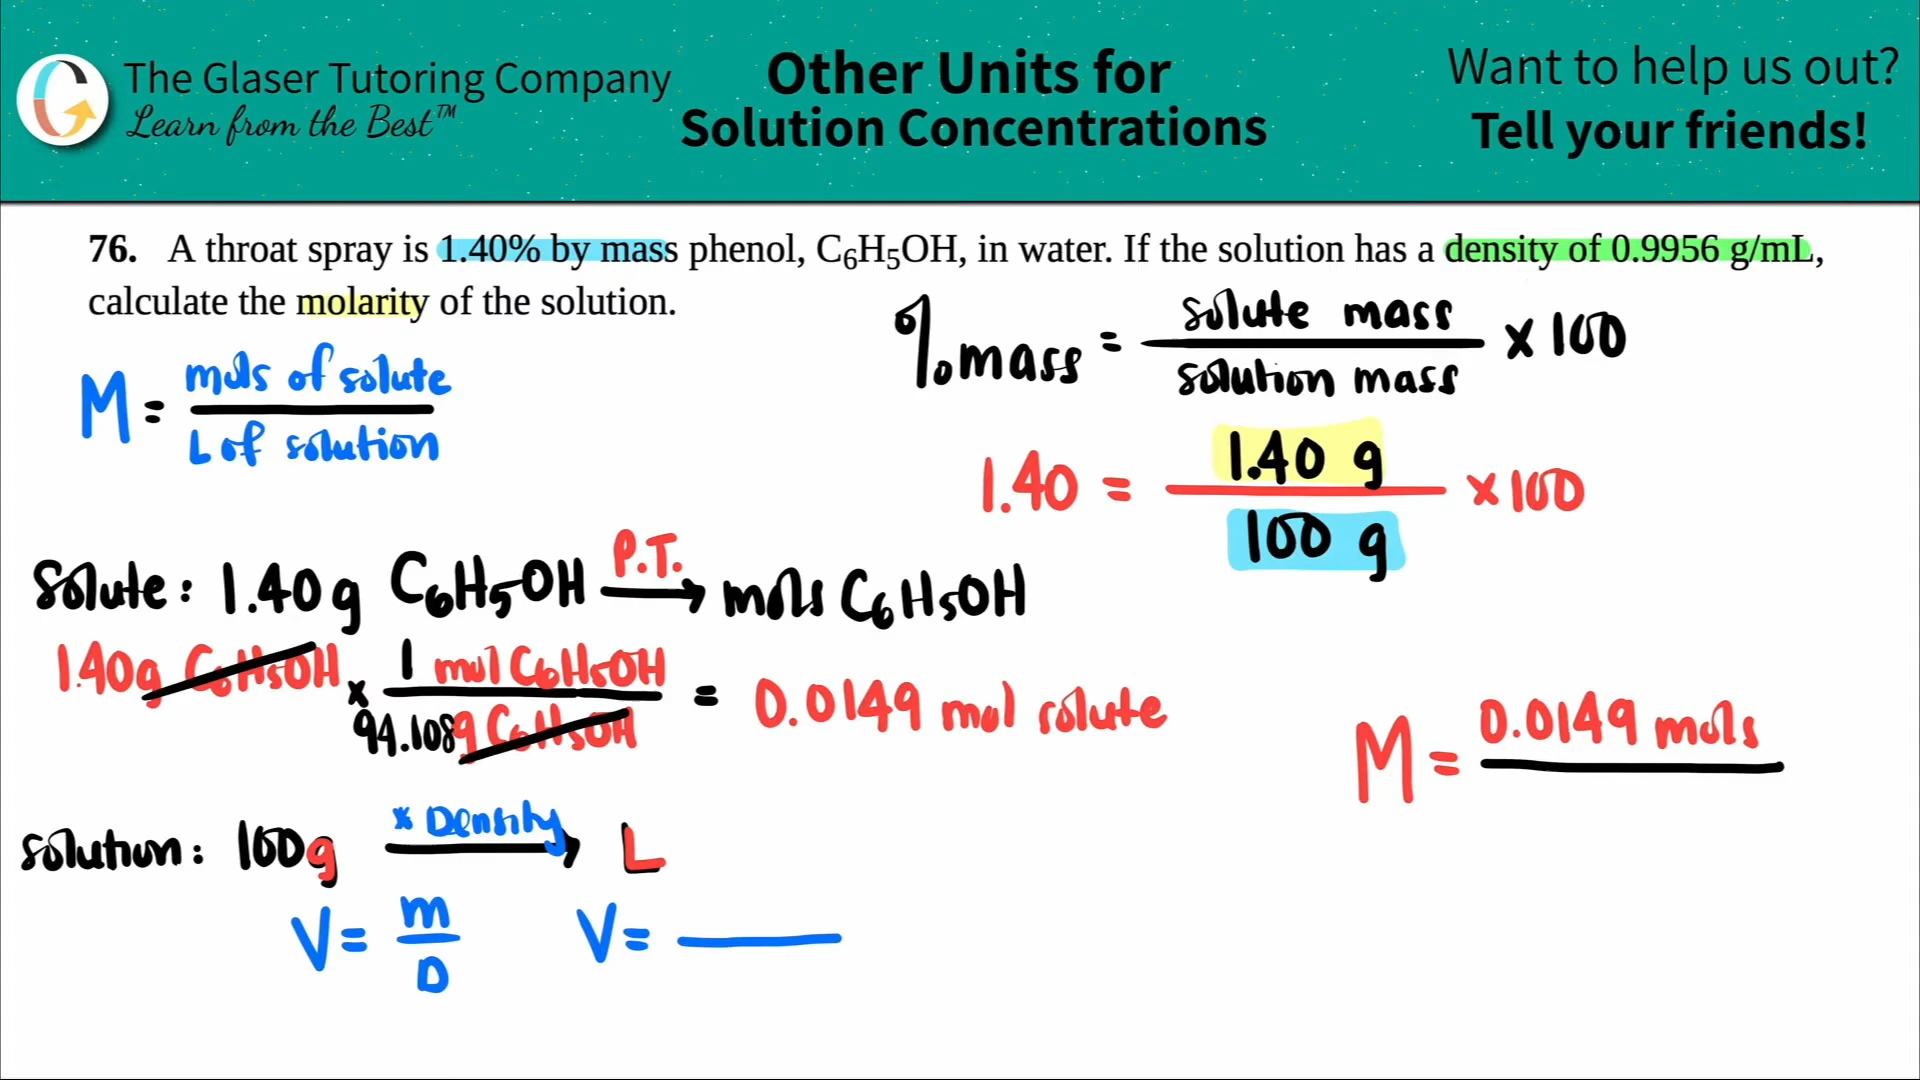 The Glaser Tutoring Company
Learn from the Best™
Other Units for
Solution Concentrations
Want to help us out?
Tell your friends!
76. A throat spray is 1.40% by mass phenol, C₆H₅OH, in water. If the solution has a density of 0.9956 g/mL,
calculate the molarity of the solution.
M = mols of solute / L of solution
%mass = solute mass / solution mass x 100
1.40 = 1.40 g / 100 g x 100
Solute: 1.40g C₆H₅OH P.T. → mols C₆H₅OH
1.40g C₆H₅OH x 1 mol C₆H₅OH / 94.108g C₆H₅OH = 0.0149 mol solute
M = 0.0149 mols
Solution: 100g * Density → L
V = m / D V =